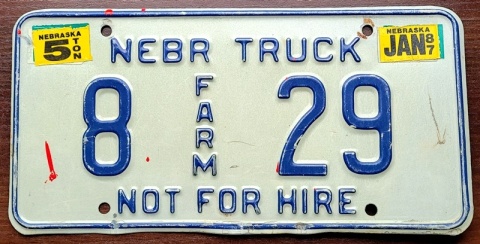 NEBRASKA
5 TON
NEBR TRUCK
NEBRASKA
JAN 87
8 FARM 29
NOT FOR HIRE